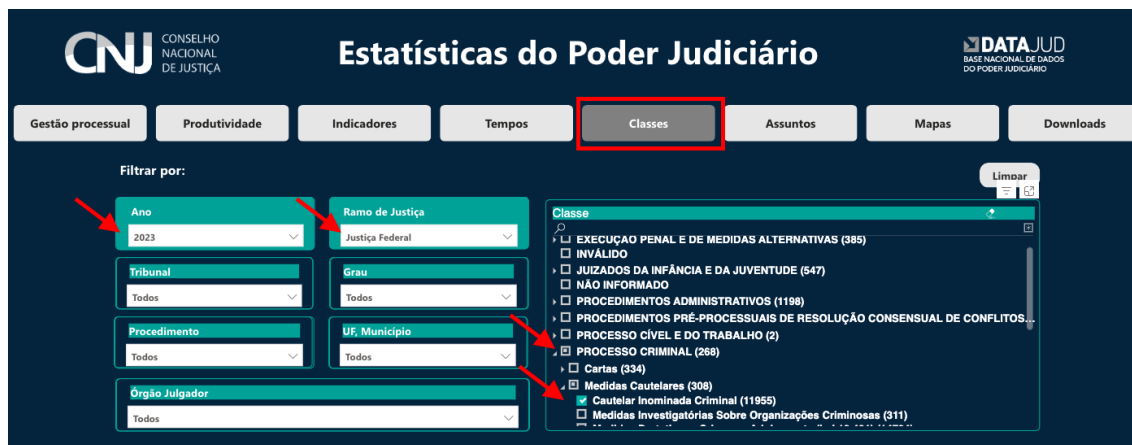 CNJ
CONSELHO
NACIONAL
DE JUSTIÇA
Estatísticas do Poder Judiciário
DATAJUD
BASE NACIONAL DE DADOS
DO PODER JUDICIÁRIO
Gestão processual
Produtividade
Indicadores
Tempos
Classes
Assuntos
Mapas
Downloads
Filtrar por:
Limpar
Ano
2023
Ramo de Justiça
Justiça Federal
Tribunal
Todos
Grau
Todos
Procedimento
Todos
UF, Município
Todos
Órgão Julgador
Todos
Classe
EXECUÇÃO PENAL E DE MEDIDAS ALTERNATIVAS (385)
INVÁLIDO
JUIZADOS DA INFÂNCIA E DA JUVENTUDE (547)
NÃO INFORMADO
PROCEDIMENTOS ADMINISTRATIVOS (1198)
PROCEDIMENTOS PRÉ-PROCESSUAIS DE RESOLUÇÃO CONSENSUAL DE CONFLITOS...
PROCESSO CÍVEL E DO TRABALHO (2)
PROCESSO CRIMINAL (268)
Cartas (334)
Medidas Cautelares (308)
Cautelar Inominada Criminal (11955)
Medidas Investigatórias Sobre Organizações Criminosas (311)